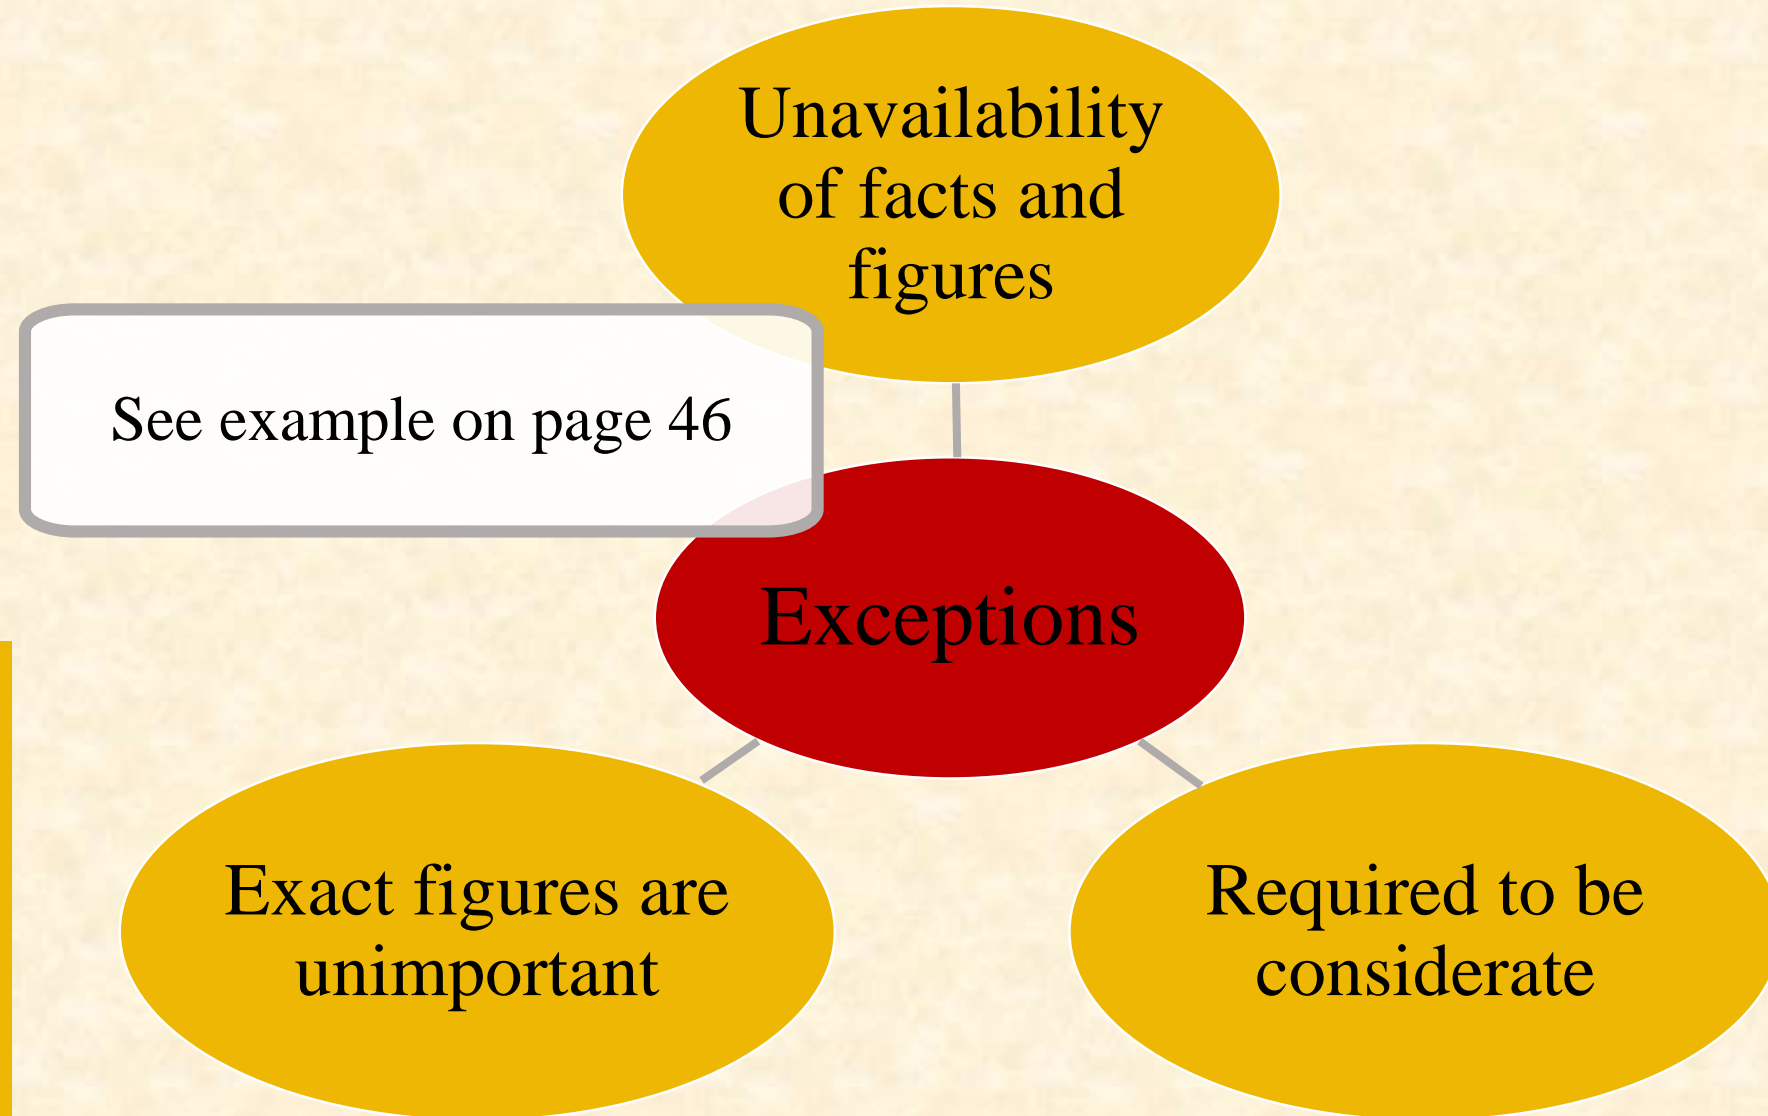 Unavailability
of facts and
figures
See example on page 46
Exceptions
Exact figures are
unimportant
Required to be
considerate